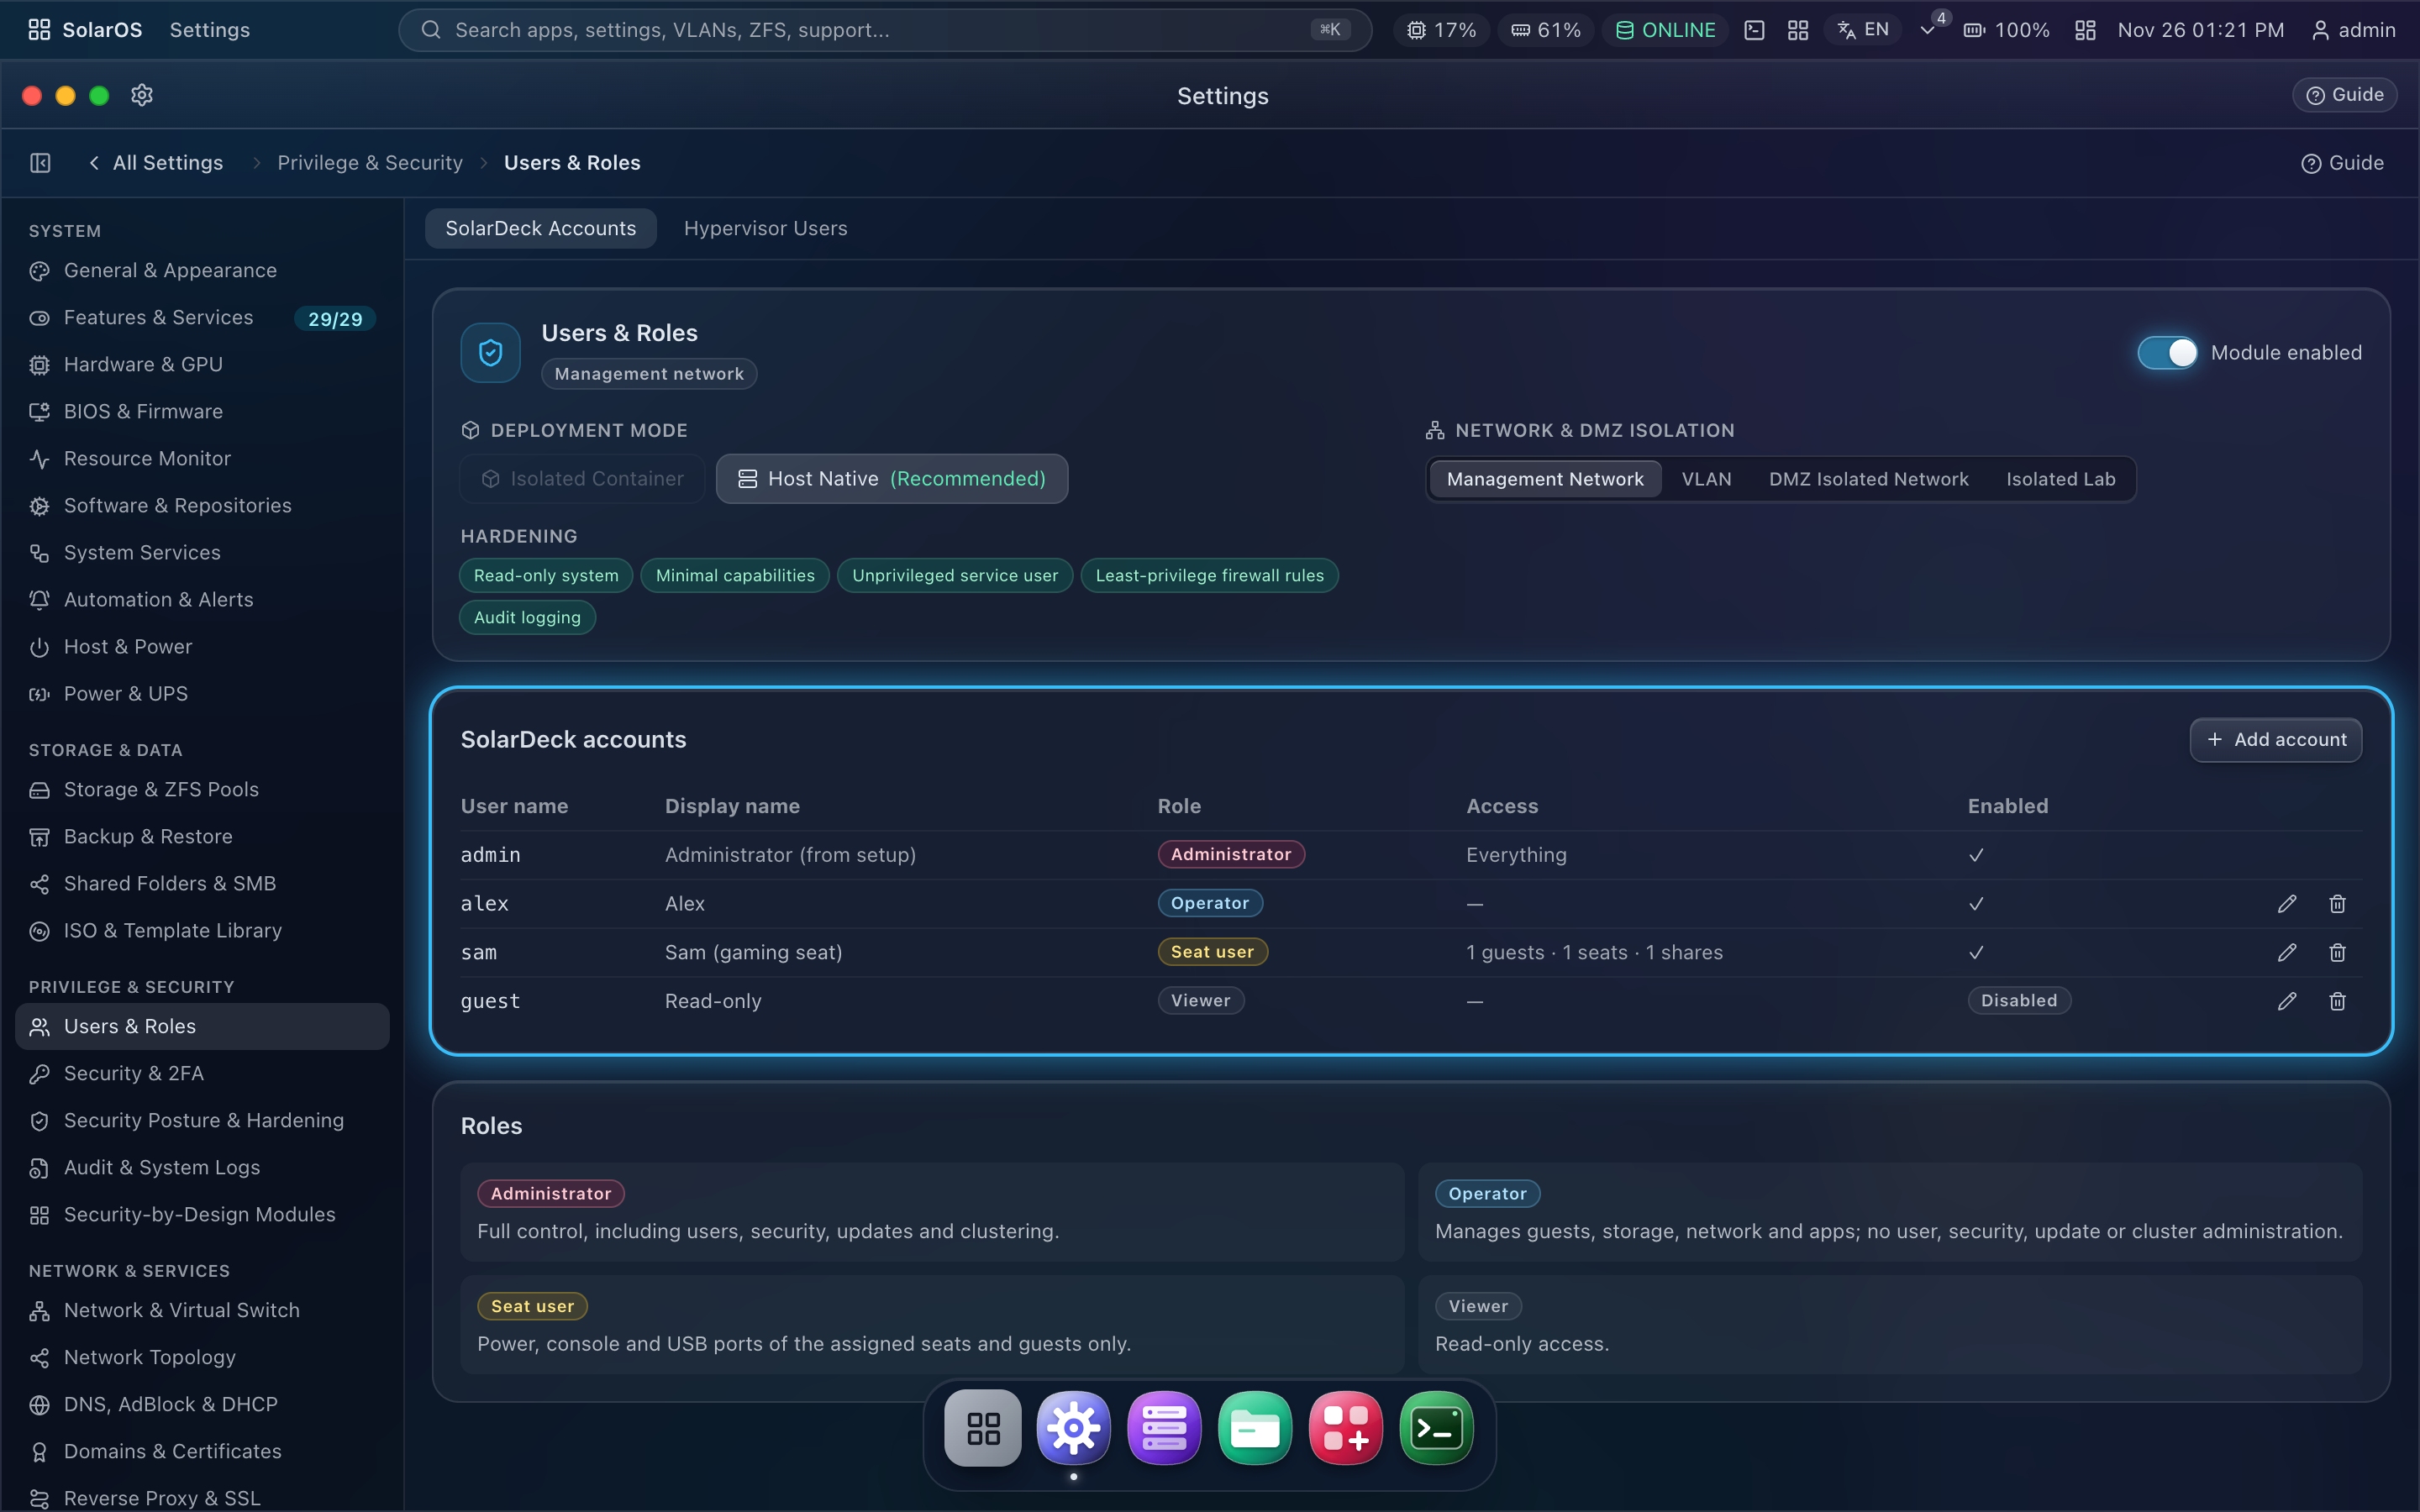 SolarOS Settings Search apps, settings, VLANs, ZFS, support... ⌘K 17% 61% ONLINE EN 4 100% Nov 26 01:21 PM admin
Settings Guide
All Settings Privilege & Security Users & Roles Guide
SYSTEM
General & Appearance
Features & Services 29/29
Hardware & GPU
BIOS & Firmware
Resource Monitor
Software & Repositories
System Services
Automation & Alerts
Host & Power
Power & UPS
STORAGE & DATA
Storage & ZFS Pools
Backup & Restore
Shared Folders & SMB
ISO & Template Library
PRIVILEGE & SECURITY
Users & Roles
Security & 2FA
Security Posture & Hardening
Audit & System Logs
Security-by-Design Modules
NETWORK & SERVICES
Network & Virtual Switch
Network Topology
DNS, AdBlock & DHCP
Domains & Certificates
Reverse Proxy & SSL
SolarDeck Accounts Hypervisor Users
Users & Roles
Management network
Module enabled
DEPLOYMENT MODE
Isolated Container Host Native (Recommended)
NETWORK & DMZ ISOLATION
Management Network VLAN DMZ Isolated Network Isolated Lab
HARDENING
Read-only system Minimal capabilities Unprivileged service user Least-privilege firewall rules
Audit logging
SolarDeck accounts
+ Add account
User name Display name Role Access Enabled
admin Administrator (from setup) Administrator Everything ✓
alex Alex Operator — ✓
sam Sam (gaming seat) Seat user 1 guests · 1 seats · 1 shares ✓
guest Read-only Viewer — Disabled
Roles
Administrator
Full control, including users, security, updates and clustering.
Operator
Manages guests, storage, network and apps; no user, security, update or cluster administration.
Seat user
Power, console and USB ports of the assigned seats and guests only.
Viewer
Read-only access.